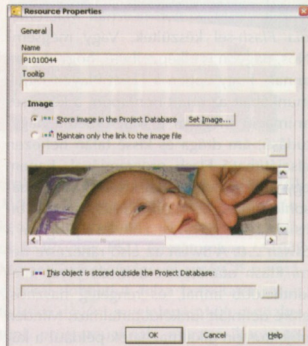 Resource Properties
General
Name
P1010044
Tooltip
Image
Store image in the Project Database
Set Image...
Maintain only the link to the image file
This object is stored outside the Project Database:
OK
Cancel
Help